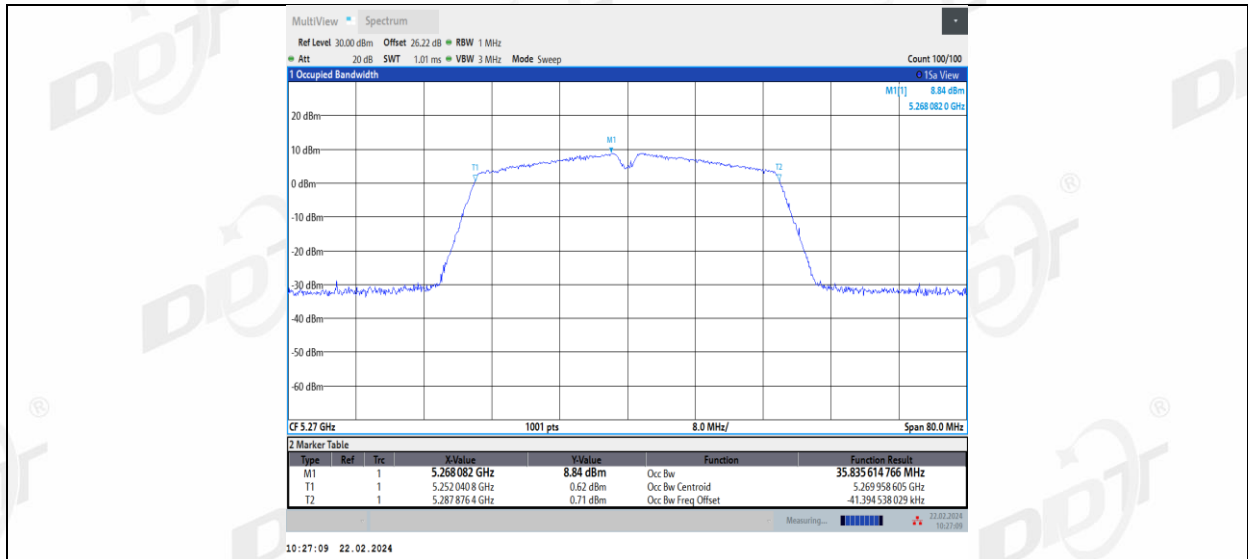 MultiView Spectrum
Ref Level 30.00 dBm Offset 26.22 dB RBW 1 MHz
Att 20 dB SWT 1.01 ms VBW 3 MHz Mode Sweep Count 100/100
1 Occupied Bandwidth 1Sa View
M1[1] 8.84 dBm
5.268 082 0 GHz
20 dBm
M1
10 dBm
T1 T2
0 dBm
-10 dBm
-20 dBm
-30 dBm
-40 dBm
-50 dBm
-60 dBm
CF 5.27 GHz 1001 pts 8.0 MHz/ Span 80.0 MHz
2 Marker Table
Type Ref Trc X-Value Y-Value Function Function Result
M1 1 5.268 082 GHz 8.84 dBm Occ Bw 35.835 614 766 MHz
T1 1 5.252 040 8 GHz 0.62 dBm Occ Bw Centroid 5.269 958 605 GHz
T2 1 5.287 876 4 GHz 0.71 dBm Occ Bw Freq Offset -41.394 538 029 kHz
Measuring... 22.02.2024
10:27:09
10:27:09 22.02.2024
DDT ®